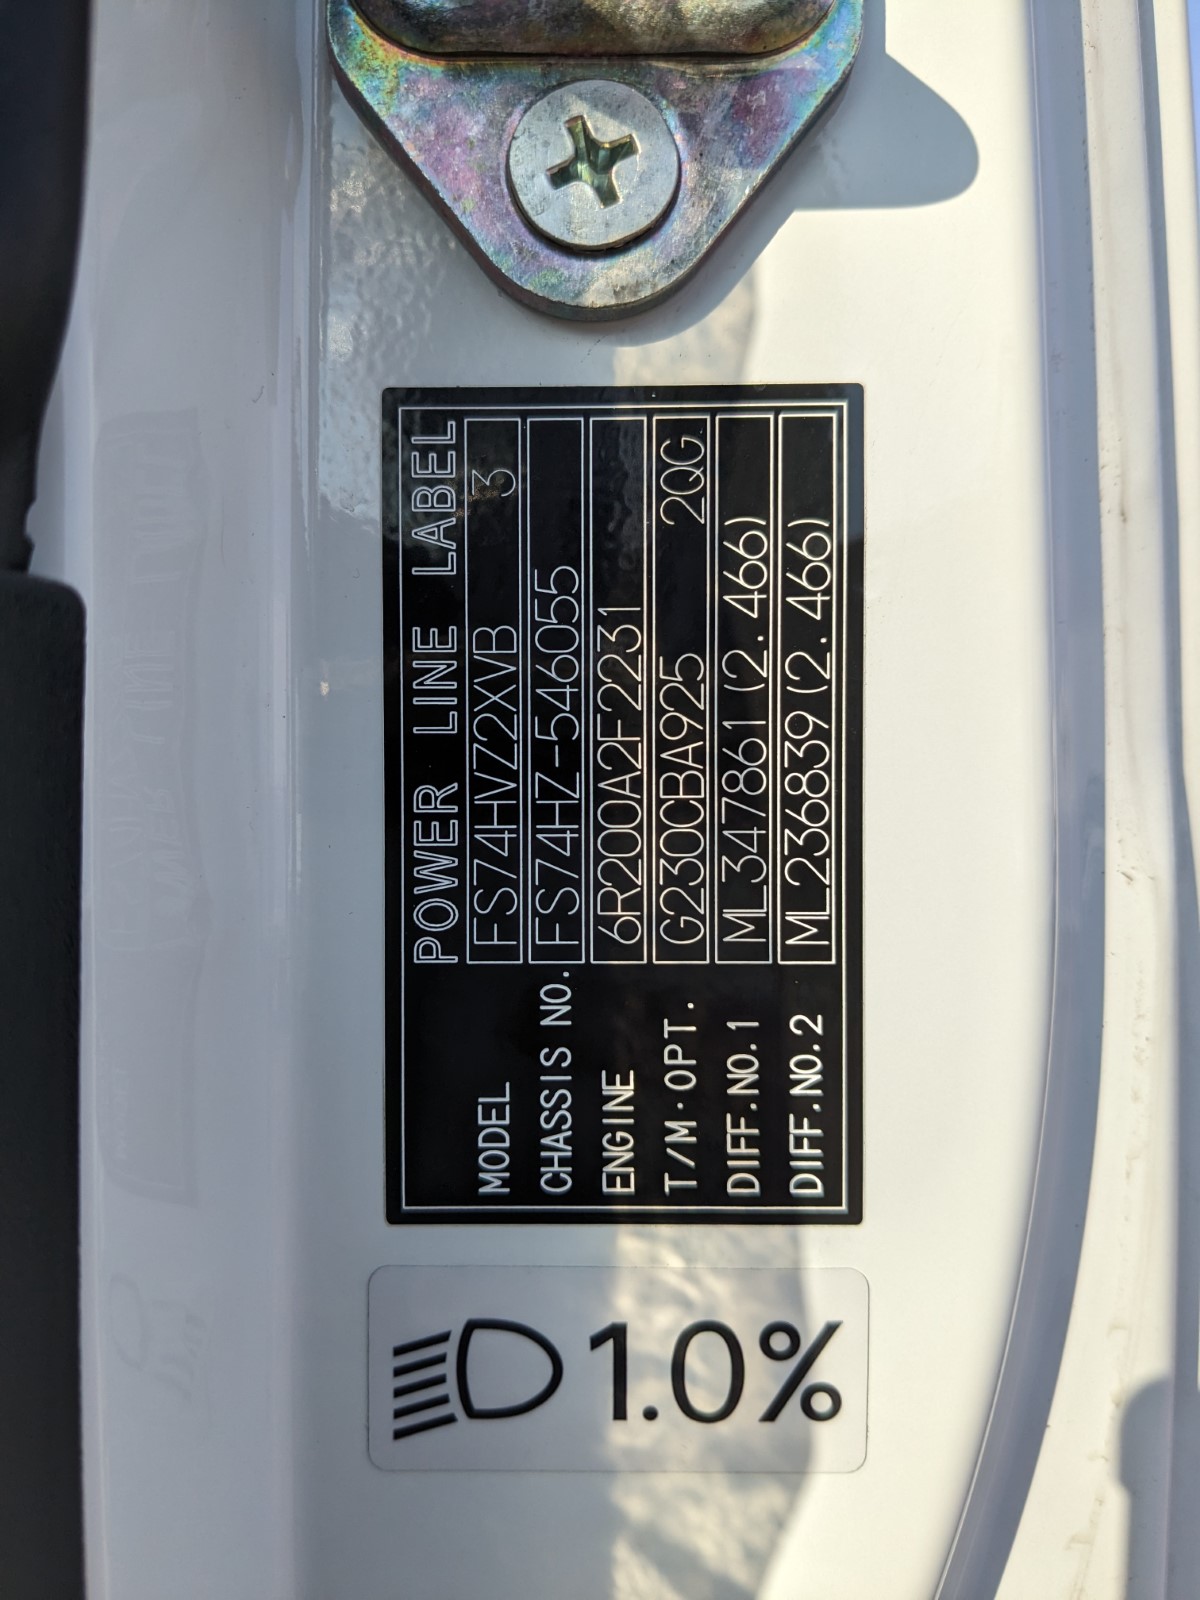 POWER LINE LABEL
MODEL FS74HVZ2XVB 3
CHASSIS NO. FS74HZ-546055
ENGINE 6R200A2F2231
T/M·OPT. G230CBA925 2QG
DIFF.NO.1 ML347861(2.466)
DIFF.NO.2 ML236839(2.466)
1.0%